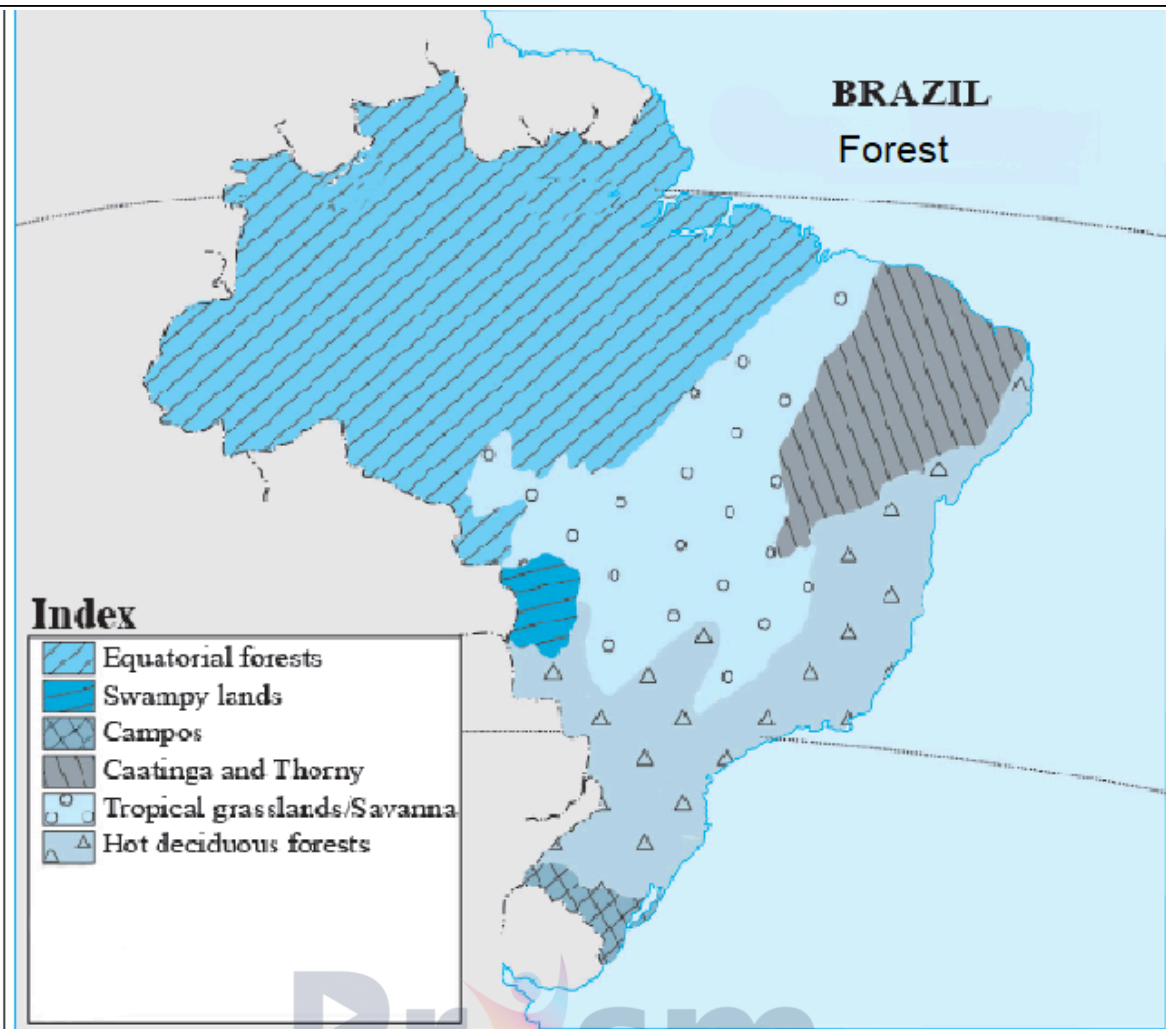 BRAZIL
Forest
Index
Equatorial forests
Swampy lands
Campos
Caatinga and Thorny
Tropical grasslands/Savanna
Hot deciduous forests